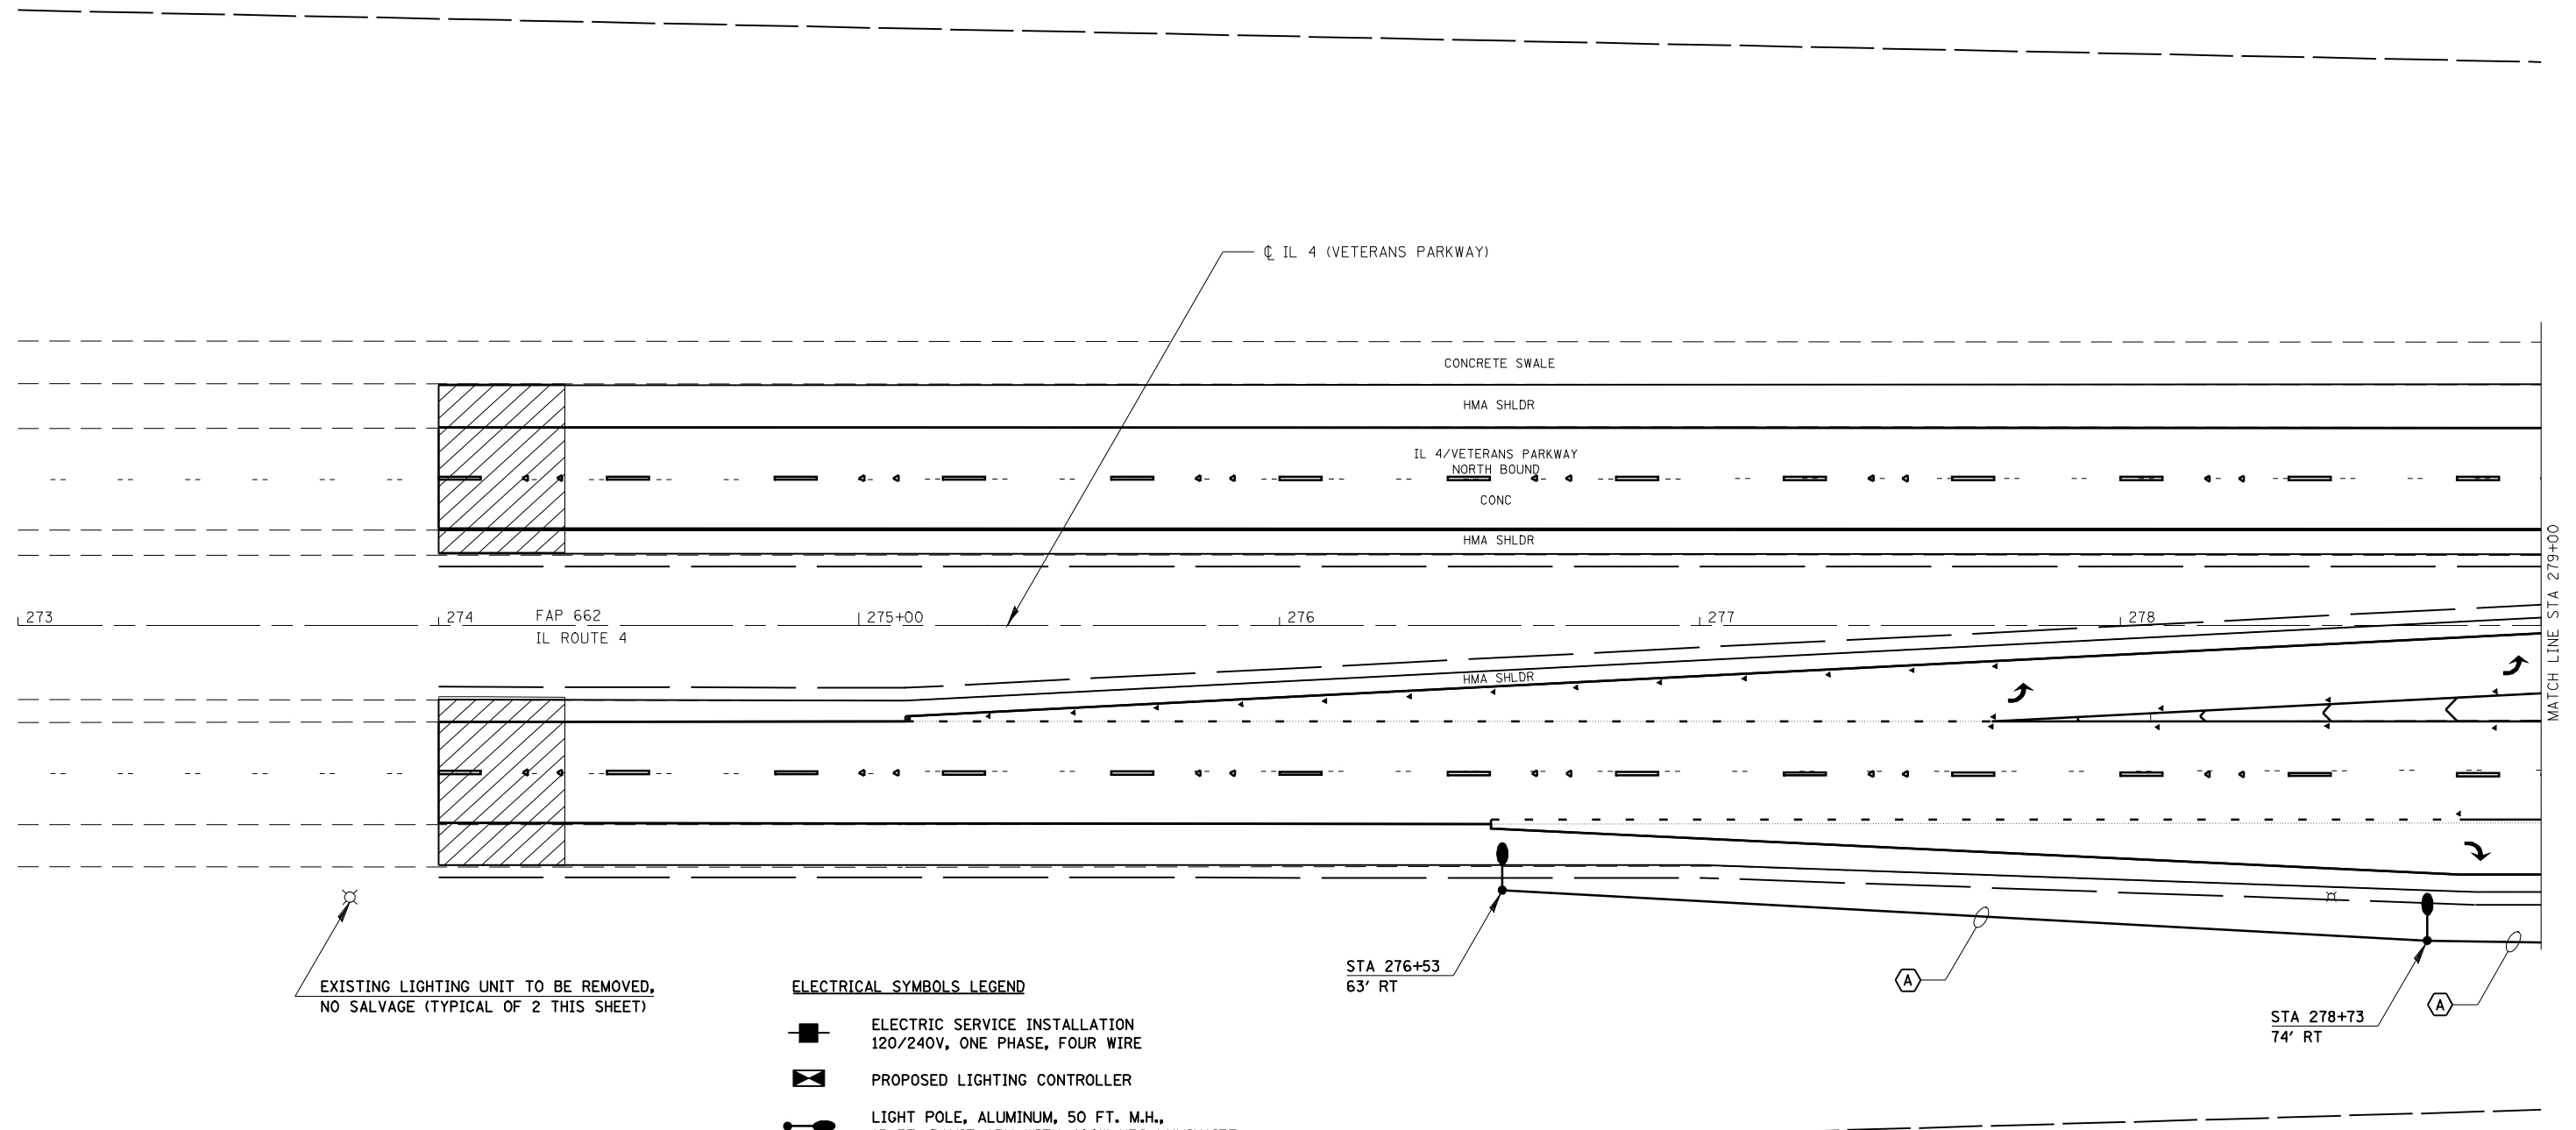 ℄ IL 4 (VETERANS PARKWAY)
CONCRETE SWALE
HMA SHLDR
IL 4/VETERANS PARKWAY
NORTH BOUND
CONC
HMA SHLDR
MATCH LINE STA 279+00
273
274
FAP 662
275+00
276
277
278
IL ROUTE 4
HMA SHLDR
STA 276+53
63' RT
A
EXISTING LIGHTING UNIT TO BE REMOVED,
NO SALVAGE (TYPICAL OF 2 THIS SHEET)
A
STA 278+73
74' RT
ELECTRICAL SYMBOLS LEGEND
ELECTRIC SERVICE INSTALLATION
120/240V, ONE PHASE, FOUR WIRE
PROPOSED LIGHTING CONTROLLER
LIGHT POLE, ALUMINUM, 50 FT. M.H.,